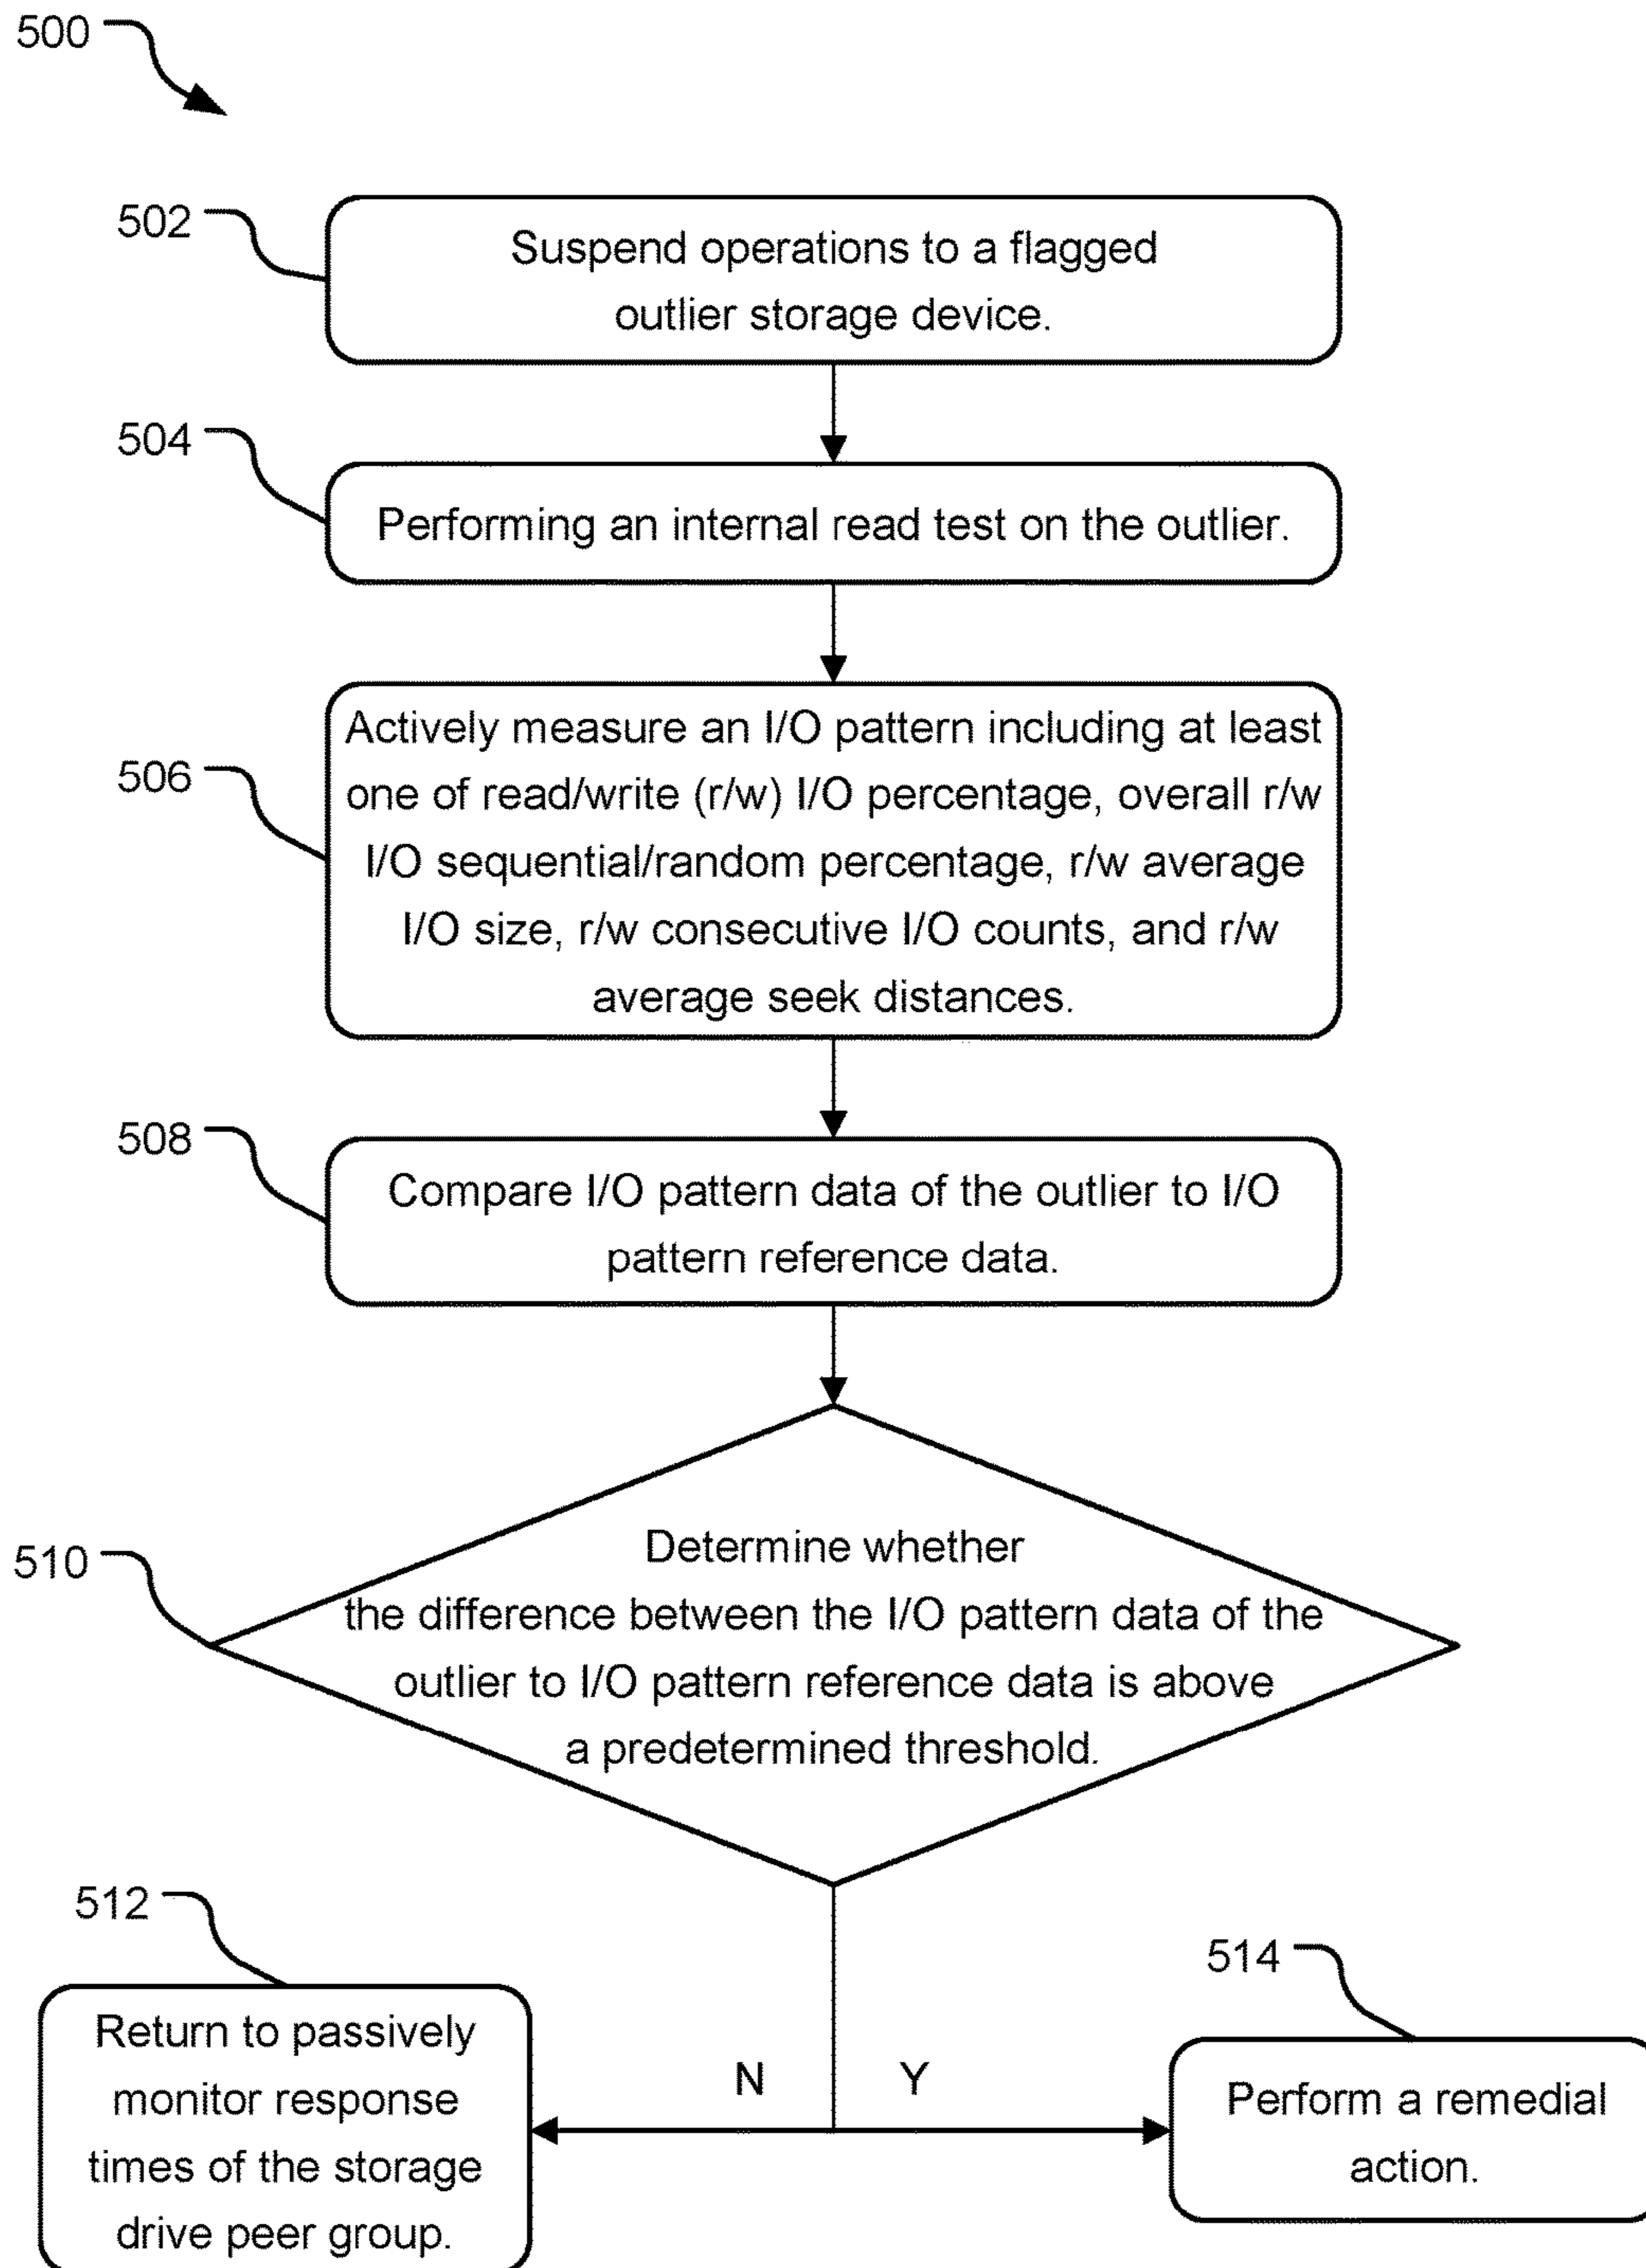 500
502
Suspend operations to a flagged
outlier storage device.
504
Performing an internal read test on the outlier.
506
Actively measure an I/O pattern including at least
one of read/write (r/w) I/O percentage, overall r/w
I/O sequential/random percentage, r/w average
I/O size, r/w consecutive I/O counts, and r/w
average seek distances.
508
Compare I/O pattern data of the outlier to I/O
pattern reference data.
510
Determine whether
the difference between the I/O pattern data of the
outlier to I/O pattern reference data is above
a predetermined threshold.
512
Return to passively
monitor response
times of the storage
drive peer group.
N
Y
514
Perform a remedial
action.